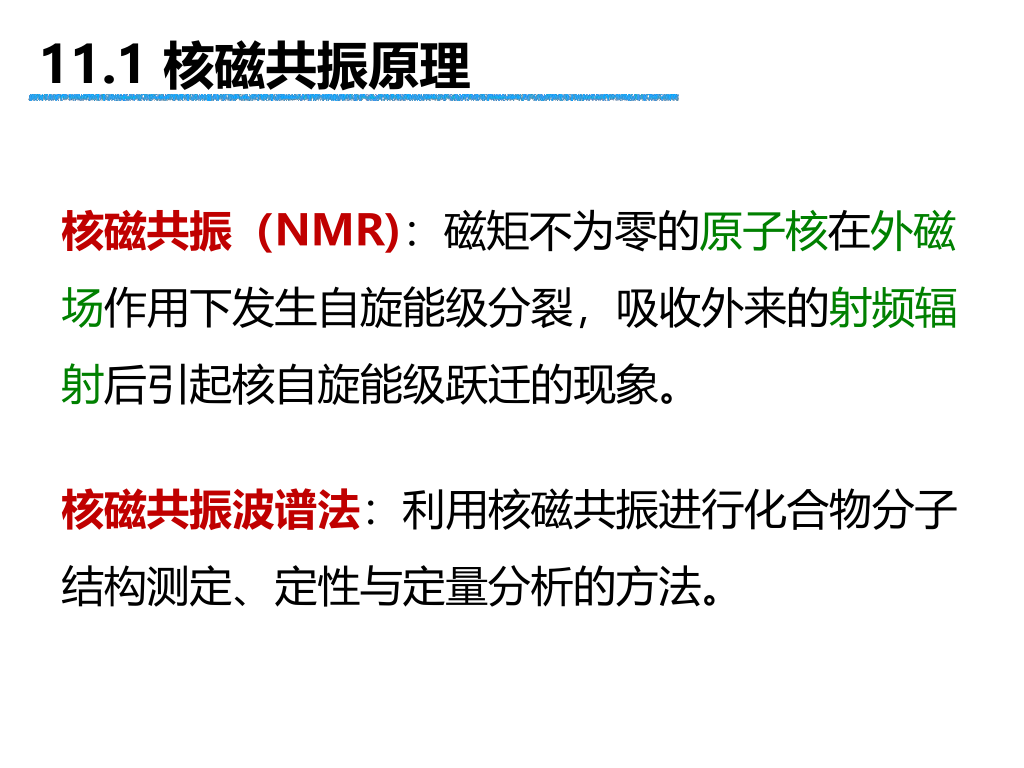 11.1 核磁共振原理
核磁共振（NMR)：磁矩不为零的原子核在外磁
场作用下发生自旋能级分裂，吸收外来的射频辐
射后引起核自旋能级跃迁的现象。
核磁共振波谱法：利用核磁共振进行化合物分子
结构测定、定性与定量分析的方法。